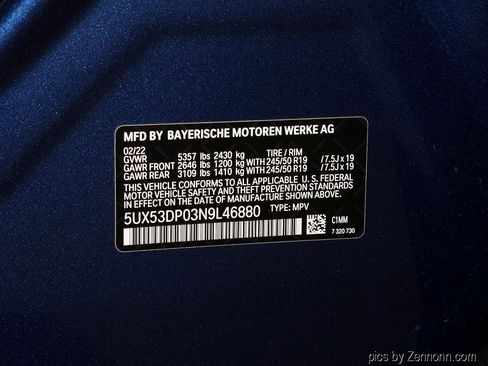 MFD BY BAYERISCHE MOTOREN WERKE AG
02/22 TIRE / RIM
GVWR 5357 lbs 2430 kg
GAWR FRONT 2646 lbs 1200 kg WITH 245/50 R19 / 7.5J x 19
GAWR REAR 3109 lbs 1410 kg WITH 245/50 R19 / 7.5J x 19
THIS VEHICLE CONFORMS TO ALL APPLICABLE U.S. FEDERAL
MOTOR VEHICLE SAFETY AND THEFT PREVENTION STANDARDS
IN EFFECT ON THE DATE OF MANUFACTURE SHOWN ABOVE.
5UX53DP03N9L46880 TYPE: MPV
C1MM
7 320 730
pics by Zennonn.com